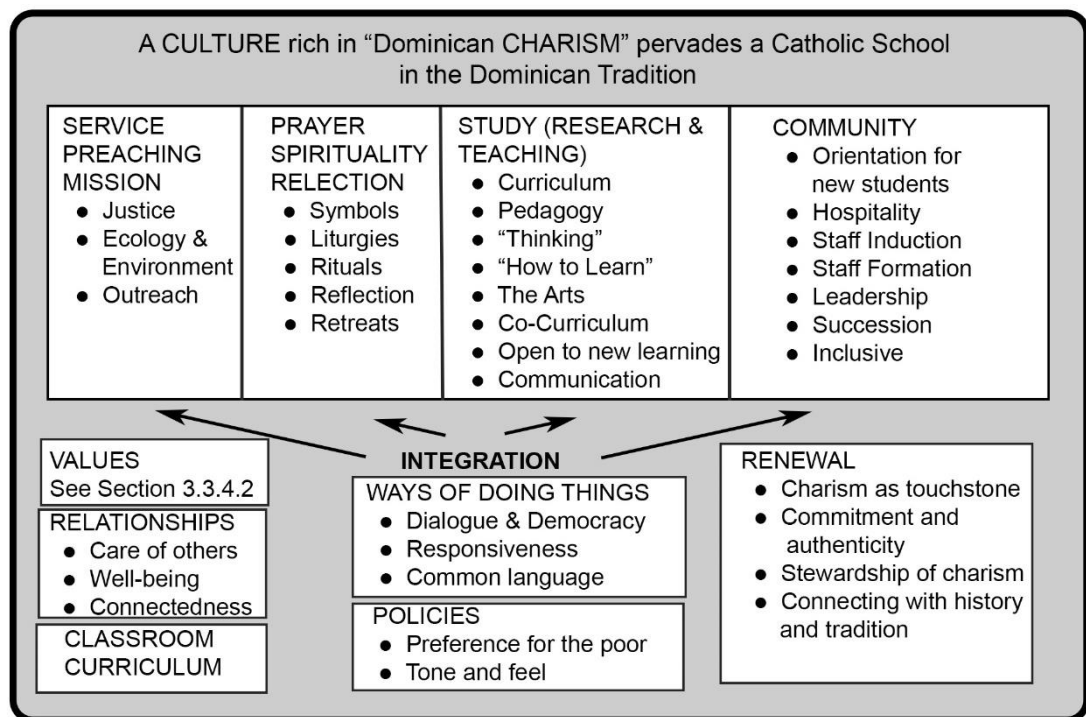 A CULTURE rich in “Dominican CHARISM” pervades a Catholic School
in the Dominican Tradition
SERVICE
PREACHING
MISSION
● Justice
● Ecology &
Environment
● Outreach
PRAYER
SPIRITUALITY
RELECTION
● Symbols
● Liturgies
● Rituals
● Reflection
● Retreats
STUDY (RESEARCH &
TEACHING)
● Curriculum
● Pedagogy
● “Thinking”
● “How to Learn”
● The Arts
● Co-Curriculum
● Open to new learning
● Communication
COMMUNITY
● Orientation for
new students
● Hospitality
● Staff Induction
● Staff Formation
● Leadership
● Succession
● Inclusive
INTEGRATION
VALUES
See Section 3.3.4.2
RELATIONSHIPS
● Care of others
● Well-being
● Connectedness
CLASSROOM
CURRICULUM
WAYS OF DOING THINGS
● Dialogue & Democracy
● Responsiveness
● Common language
POLICIES
● Preference for the poor
● Tone and feel
RENEWAL
● Charism as touchstone
● Commitment and
authenticity
● Stewardship of charism
● Connecting with history
and tradition